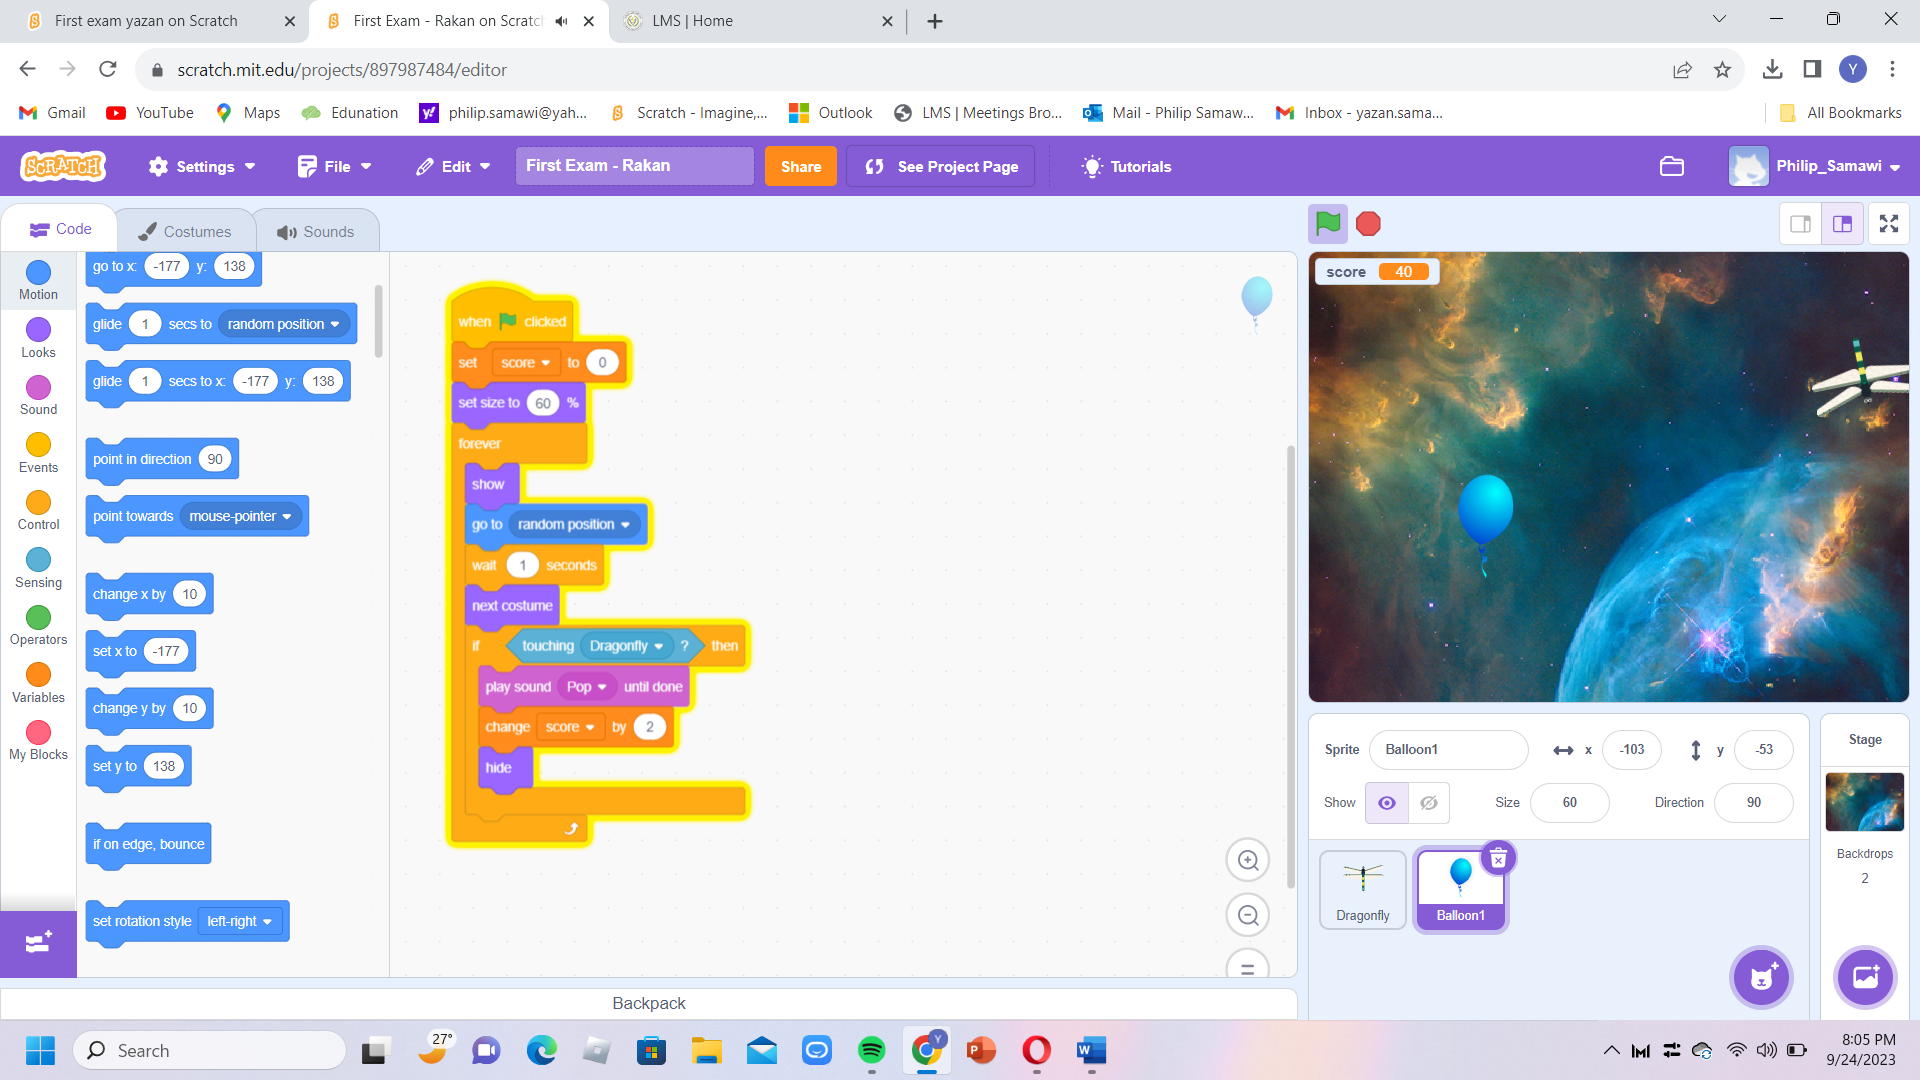 First exam yazan on Scratch
First Exam - Rakan on Scratch
LMS | Home
scratch.mit.edu/projects/897987484/editor
Y
Gmail
YouTube
Maps
Edunation
philip.samawi@yah...
Scratch - Imagine,...
Outlook
LMS | Meetings Bro...
Mail - Philip Samaw...
Inbox - yazan.sama...
All Bookmarks
SCRATCH
Settings
File
Edit
First Exam - Rakan
Share
See Project Page
Tutorials
Philip_Samawi
Code
Costumes
Sounds
Motion
Looks
Sound
Events
Control
Sensing
Operators
Variables
My Blocks
go to x: -177 y: 138
glide 1 secs to random position
glide 1 secs to x: -177 y: 138
point in direction 90
point towards mouse-pointer
change x by 10
set x to -177
change y by 10
set y to 138
if on edge, bounce
set rotation style left-right
when clicked
set score to 0
set size to 60 %
forever
show
go to random position
wait 1 seconds
next costume
if touching Dragonfly ? then
play sound Pop until done
change score by 2
hide
score 40
Sprite Balloon1 x -103 y -53
Show Size 60 Direction 90
Dragonfly
Balloon1
Stage
Backdrops
2
Backpack
Search
27°
Y
8:05 PM
9/24/2023